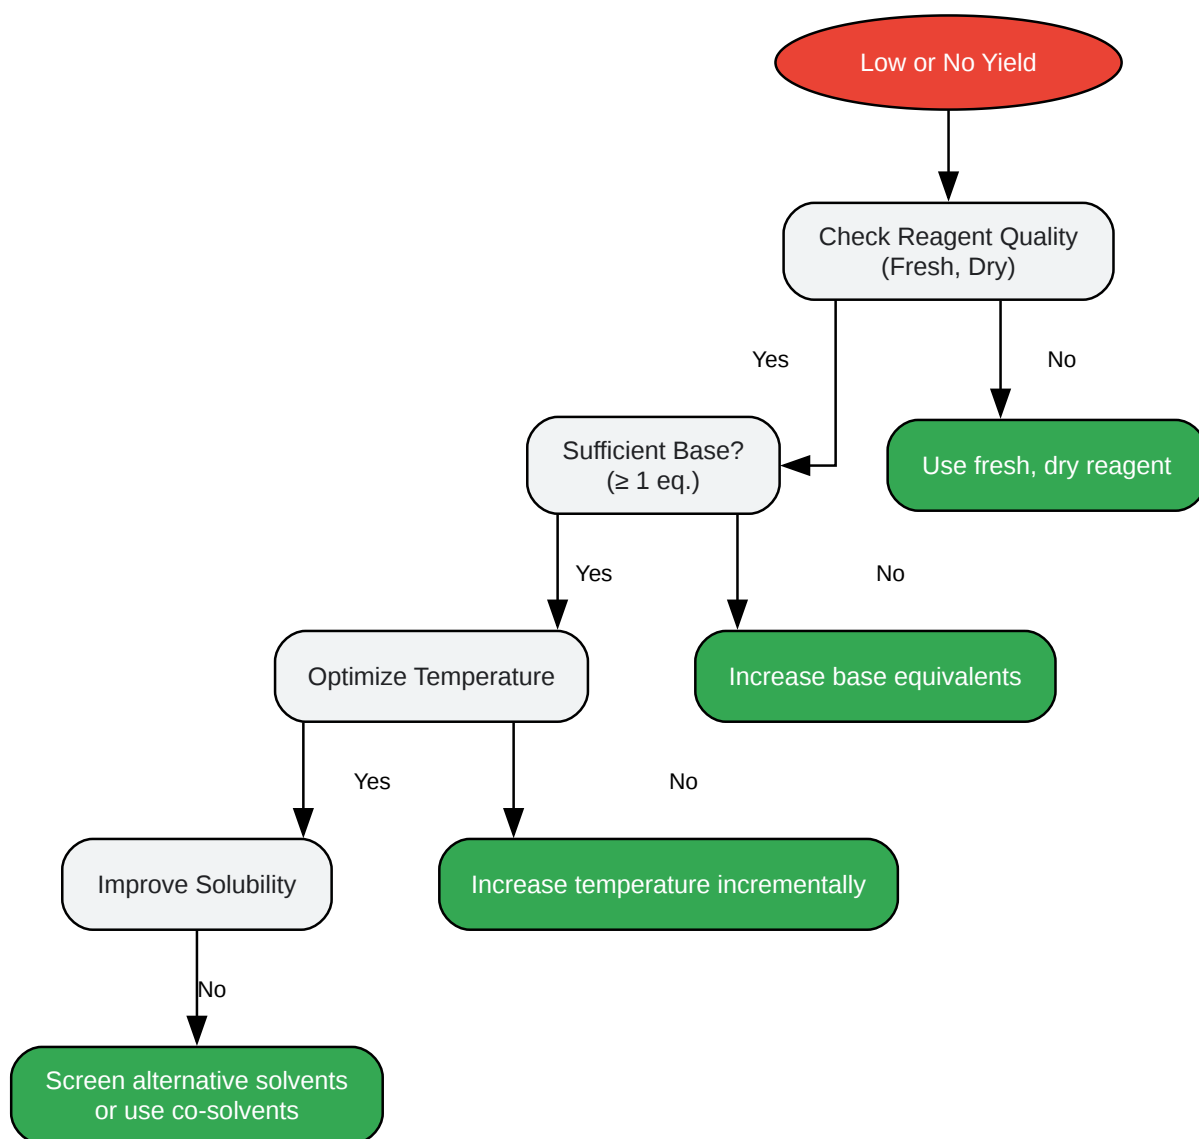 Low or No Yield
Check Reagent Quality
(Fresh, Dry)
Yes
No
Sufficient Base?
(≥ 1 eq.)
Use fresh, dry reagent
Yes
No
Optimize Temperature
Increase base equivalents
Yes
No
Improve Solubility
Increase temperature incrementally
No
Screen alternative solvents
or use co-solvents